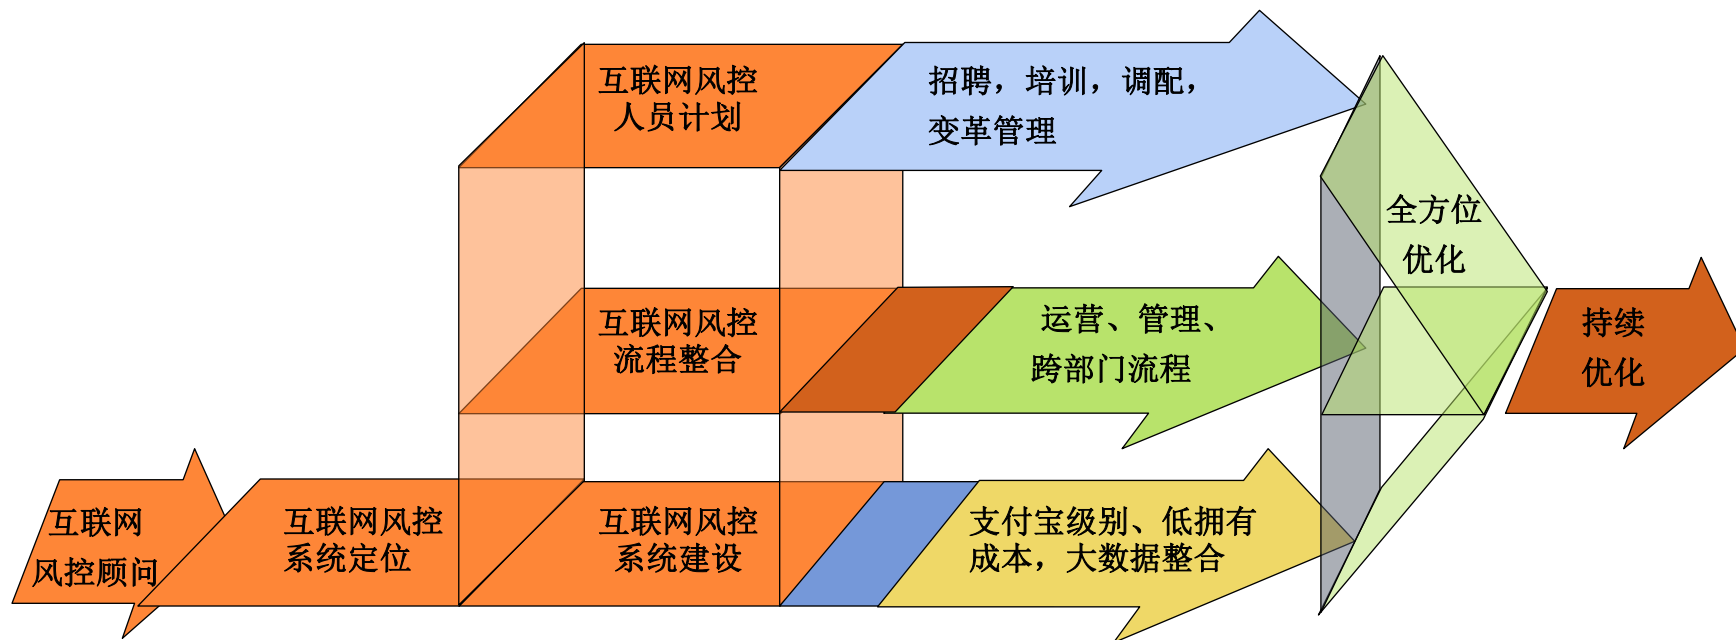 互联网风控
人员计划
招聘，培训，调配，
变革管理
全方位
优化
互联网风控
流程整合
运营、管理、
跨部门流程
持续
优化
互联网
风控顾问
互联网风控
系统定位
互联网风控
系统建设
支付宝级别、低拥有
成本，大数据整合